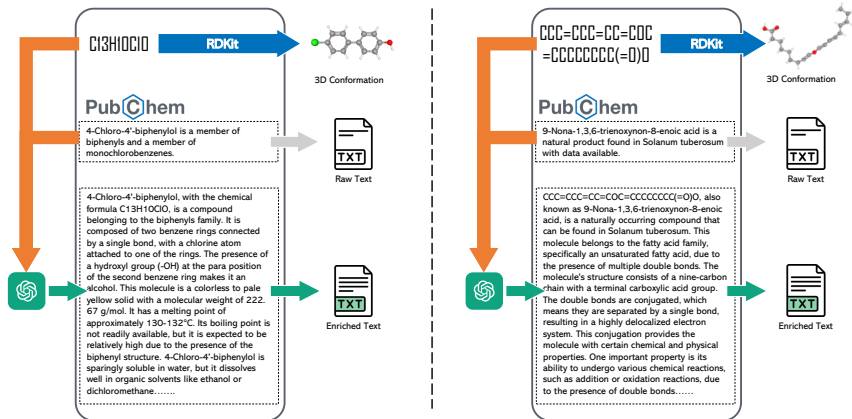 C13H10ClO
RDKit
3D Conformation
PubChem
4-Chloro-4'-biphenylol is a member of
biphenyls and a member of
monochlorobenzenes.
TXT
Raw Text
4-Chloro-4'-biphenylol, with the chemical
formula C13H10ClO, is a compound
belonging to the biphenyls family. It is
composed of two benzene rings connected
by a single bond, with a chlorine atom
attached to one of the rings. The presence of
a hydroxyl group (-OH) at the para position
of the second benzene ring makes it an
alcohol. This molecule is a colorless to pale
yellow solid with a molecular weight of 222.
67 g/mol. It has a melting point of
approximately 130-132°C. Its boiling point is
not readily available, but it is expected to be
relatively high due to the presence of the
biphenyl structure. 4-Chloro-4'-biphenylol is
sparingly soluble in water, but it dissolves
well in organic solvents like ethanol or
dichloromethane…….
TXT
Enriched Text
CCC=CCC=CC=COC
=CCCCCCCC(=O)O
RDKit
3D Conformation
PubChem
9-Nona-1,3,6-trienoxynon-8-enoic acid is a
natural product found in Solanum tuberosum
with data available.
TXT
Raw Text
CCC=CCC=CC=COC=CCCCCCCC(=O)O, also
known as 9-Nona-1,3,6-trienoxynon-8-enoic
acid, is a naturally occurring compound that
can be found in Solanum tuberosum. This
molecule belongs to the fatty acid family,
specifically an unsaturated fatty acid, due to
the presence of multiple double bonds. The
molecule's structure consists of a nine-carbon
chain with a terminal carboxylic acid group.
The double bonds are conjugated, which
means they are separated by a single bond,
resulting in a highly delocalized electron
system. This conjugation provides the
molecule with certain chemical and physical
properties. One important property is its
ability to undergo various chemical reactions,
such as addition or oxidation reactions, due
to the presence of double bonds……
TXT
Enriched Text